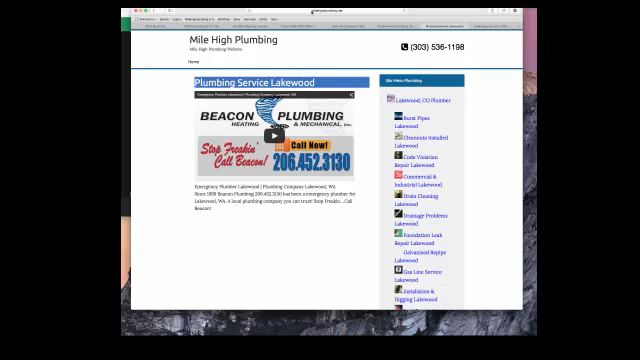 Mile High Plumbing
Mile High Plumbing Website
(303) 536-1198
Home
Plumbing Service Lakewood
Emergency Plumber Lakewood | Plumbing Company Lakewood, WA
BEACON PLUMBING
HEATING & MECHANICAL, Inc.
Stop Freakin'
Call Beacon!
Call Now!
206.452.3130
Emergency Plumber Lakewood | Plumbing Company Lakewood, WA
Since 1998 Beacon Plumbing 206.452.3130 has been a emergency plumber for
Lakewood, WA. A local plumbing company you can trust! Stop Freakin...Call
Beacon!
Mile Menu Plumbing
Lakewood, CO Plumber
Burst Pipes
Lakewood
Cleanouts Installed
Lakewood
Code Violation
Repair Lakewood
Commercial &
Industrial Lakewood
Drain Cleaning
Lakewood
Drainage Problems
Lakewood
Foundation Leak
Repair Lakewood
Galvanized Repipe
Lakewood
Gas Line Service
Lakewood
Installation &
Digging Lakewood